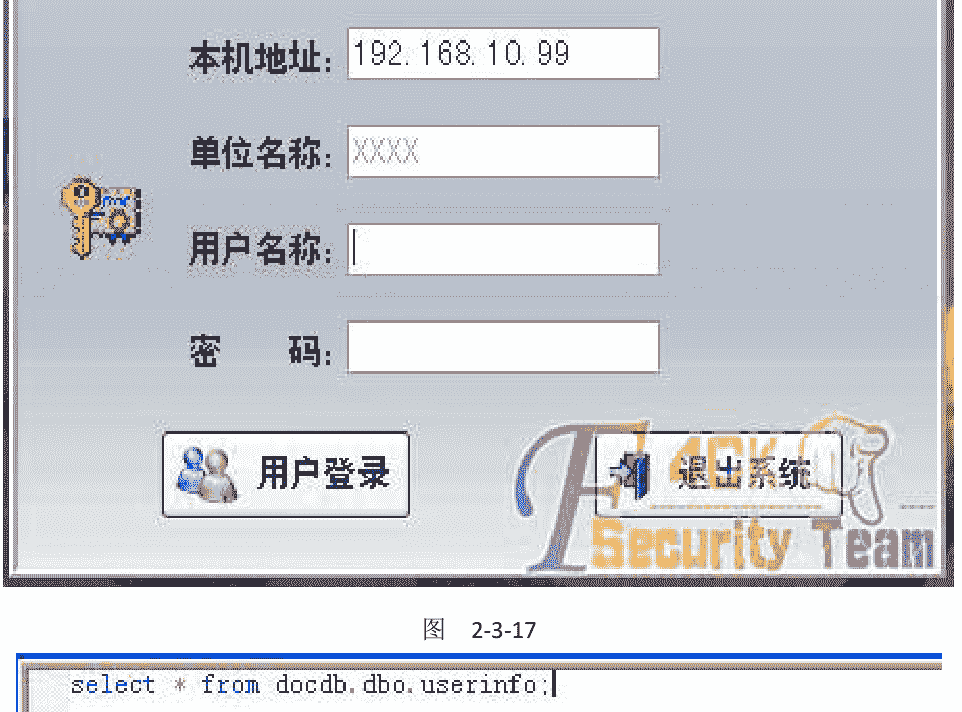 本机地址: 192.168.10.99
单位名称: XXXX
用户名称:
密 码:
用户登录 退出系统
F4Ck
Security Team
图 2-3-17
select * from docdb.dbo.userinfo;